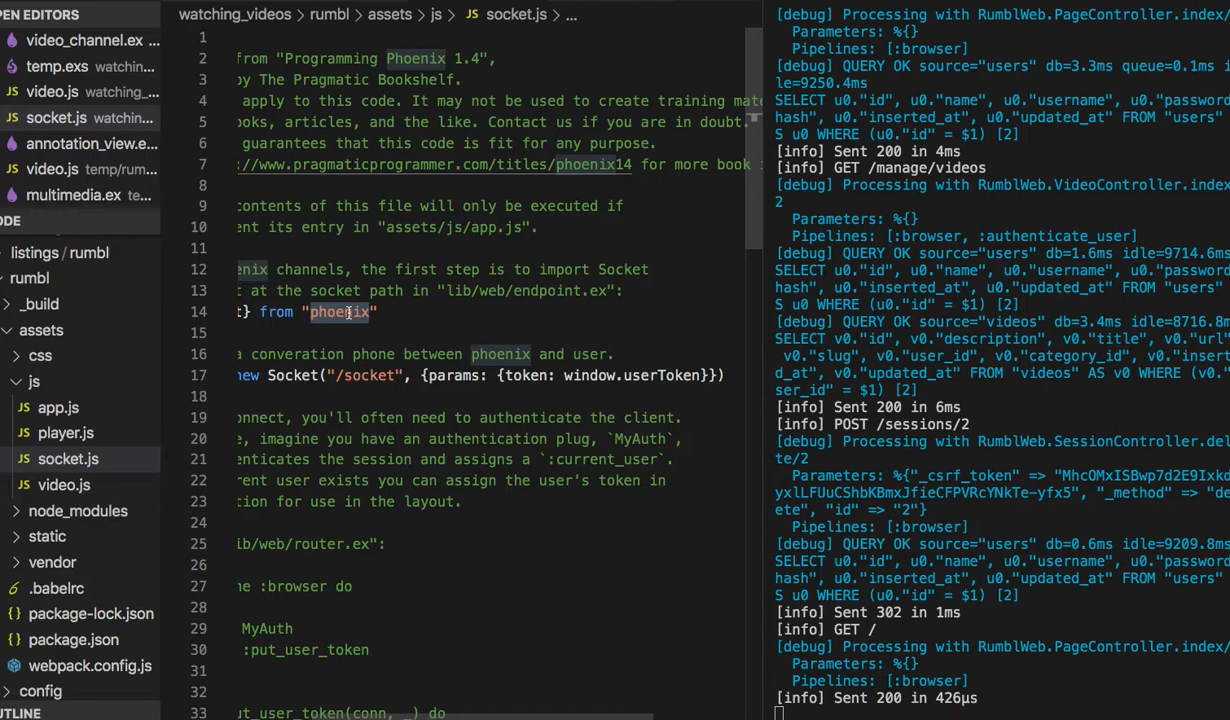 PEN EDITORS
video_channel.ex ...
temp.exs watchin...
video.js watching_...
socket.js watchin...
annotation_view.e...
video.js temp/rum...
multimedia.ex te...
ODE
listings / rumbl
rumbl
_build
assets
css
js
app.js
player.js
socket.js
video.js
node_modules
static
vendor
.babelrc
package-lock.json
package.json
webpack.config.js
config
UTLINE
watching_videos > rumbl > assets > js > socket.js > ...
1
2 from "Programming Phoenix 1.4",
3 by The Pragmatic Bookshelf.
4 apply to this code. It may not be used to create training mat
5 ooks, articles, and the like. Contact us if you are in doubt.
6 guarantees that this code is fit for any purpose.
7 ://www.pragmaticprogrammer.com/titles/phoenix14 for more book
8
9 contents of this file will only be executed if
10 ent its entry in "assets/js/app.js".
11
12 enix channels, the first step is to import Socket
13 t at the socket path in "lib/web/endpoint.ex":
14 t} from "phoenix"
15
16 a converation phone between phoenix and user.
17 new Socket("/socket", {params: {token: window.userToken}})
18
19 onnect, you'll often need to authenticate the client.
20 e, imagine you have an authentication plug, `MyAuth`,
21 enticates the session and assigns a `:current_user`.
22 rent user exists you can assign the user's token in
23 ction for use in the layout.
24
25 ib/web/router.ex":
26
27 ne :browser do
28
29 MyAuth
30 :put_user_token
31
32
33 ut_user_token(conn, _) do
[debug] Processing with RumblWeb.PageController.index/
Parameters: %{}
Pipelines: [:browser]
[debug] QUERY OK source="users" db=3.3ms queue=0.1ms i
le=9250.4ms
SELECT u0."id", u0."name", u0."username", u0."password
hash", u0."inserted_at", u0."updated_at" FROM "users"
S u0 WHERE (u0."id" = $1) [2]
[info] Sent 200 in 4ms
[info] GET /manage/videos
[debug] Processing with RumblWeb.VideoController.index
2
Parameters: %{}
Pipelines: [:browser, :authenticate_user]
[debug] QUERY OK source="users" db=1.6ms idle=9714.6ms
SELECT u0."id", u0."name", u0."username", u0."password
hash", u0."inserted_at", u0."updated_at" FROM "users"
S u0 WHERE (u0."id" = $1) [2]
[debug] QUERY OK source="videos" db=3.4ms idle=8716.8m
SELECT v0."id", v0."description", v0."title", v0."url"
v0."slug", v0."user_id", v0."category_id", v0."insert
d_at", v0."updated_at" FROM "videos" AS v0 WHERE (v0."
ser_id" = $1) [2]
[info] Sent 200 in 6ms
[info] POST /sessions/2
[debug] Processing with RumblWeb.SessionController.del
te/2
Parameters: %{"_csrf_token" => "MhcOMxISBwp7d2E9Ixkd
yxlLFUuCShbKBmxJfieCFPVRcYNkTe-yfx5", "_method" => "de
ete", "id" => "2"}
Pipelines: [:browser]
[debug] QUERY OK source="users" db=0.6ms idle=9209.8ms
SELECT u0."id", u0."name", u0."username", u0."password
hash", u0."inserted_at", u0."updated_at" FROM "users"
S u0 WHERE (u0."id" = $1) [2]
[info] Sent 302 in 1ms
[info] GET /
[debug] Processing with RumblWeb.PageController.index/
Parameters: %{}
Pipelines: [:browser]
[info] Sent 200 in 426µs